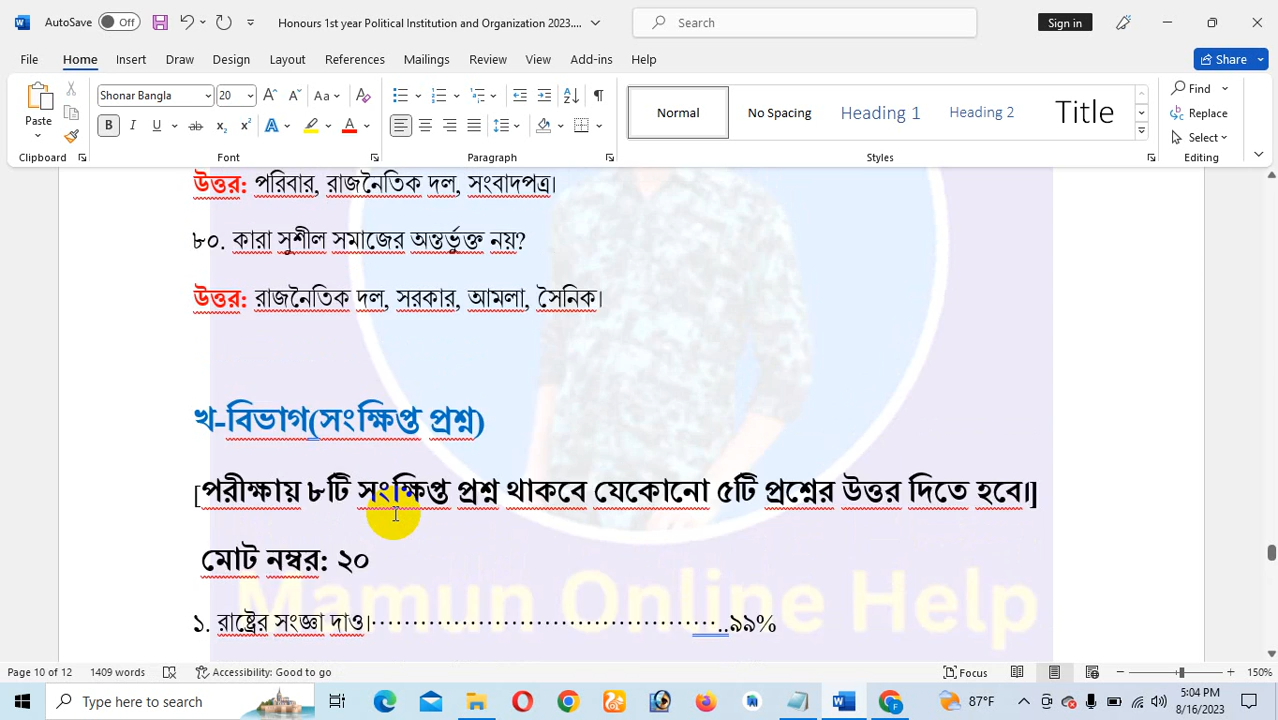 AutoSave Off Honours 1st year Political Institution and Organization 2023.... Search Sign in
File Home Insert Draw Design Layout References Mailings Review View Add-ins Help Share
Paste Shonar Bangla 20 Aa Normal No Spacing Heading 1 Heading 2 Title Find
Replace
Select
Clipboard Font Paragraph Styles Editing
উত্তর: পরিবার, রাজনৈতিক দল, সংবাদপত্র।
৮০. কারা সুশীল সমাজের অন্তর্ভুক্ত নয়?
উত্তর: রাজনৈতিক দল, সরকার, আমলা, সৈনিক।
খ-বিভাগ(সংক্ষিপ্ত প্রশ্ন)
[পরীক্ষায় ৮টি সংক্ষিপ্ত প্রশ্ন থাকবে যেকোনো ৫টি প্রশ্নের উত্তর দিতে হবে।]
মোট নম্বর: ২০
Mamun Online Help
১. রাষ্ট্রের সংজ্ঞা দাও।.......................................৯৯%
Page 10 of 12 1409 words Accessibility: Good to go Focus 150%
Type here to search 87°F 5:04 PM
8/16/2023